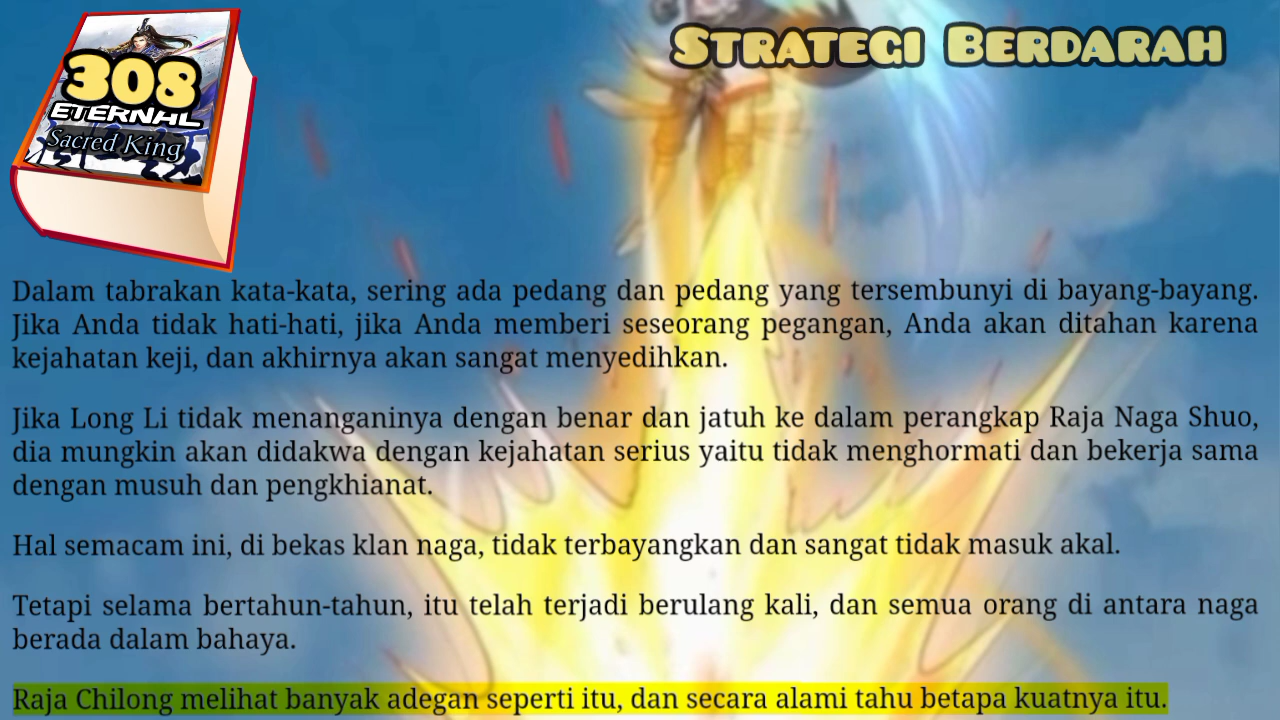 308
ETERNAL
Sacred King
Strategi Berdarah
Dalam tabrakan kata-kata, sering ada pedang dan pedang yang tersembunyi di bayang-bayang.
Jika Anda tidak hati-hati, jika Anda memberi seseorang pegangan, Anda akan ditahan karena
kejahatan keji, dan akhirnya akan sangat menyedihkan.
Jika Long Li tidak menanganinya dengan benar dan jatuh ke dalam perangkap Raja Naga Shuo,
dia mungkin akan didakwa dengan kejahatan serius yaitu tidak menghormati dan bekerja sama
dengan musuh dan pengkhianat.
Hal semacam ini, di bekas klan naga, tidak terbayangkan dan sangat tidak masuk akal.
Tetapi selama bertahun-tahun, itu telah terjadi berulang kali, dan semua orang di antara naga
berada dalam bahaya.
Raja Chilong melihat banyak adegan seperti itu, dan secara alami tahu betapa kuatnya itu.